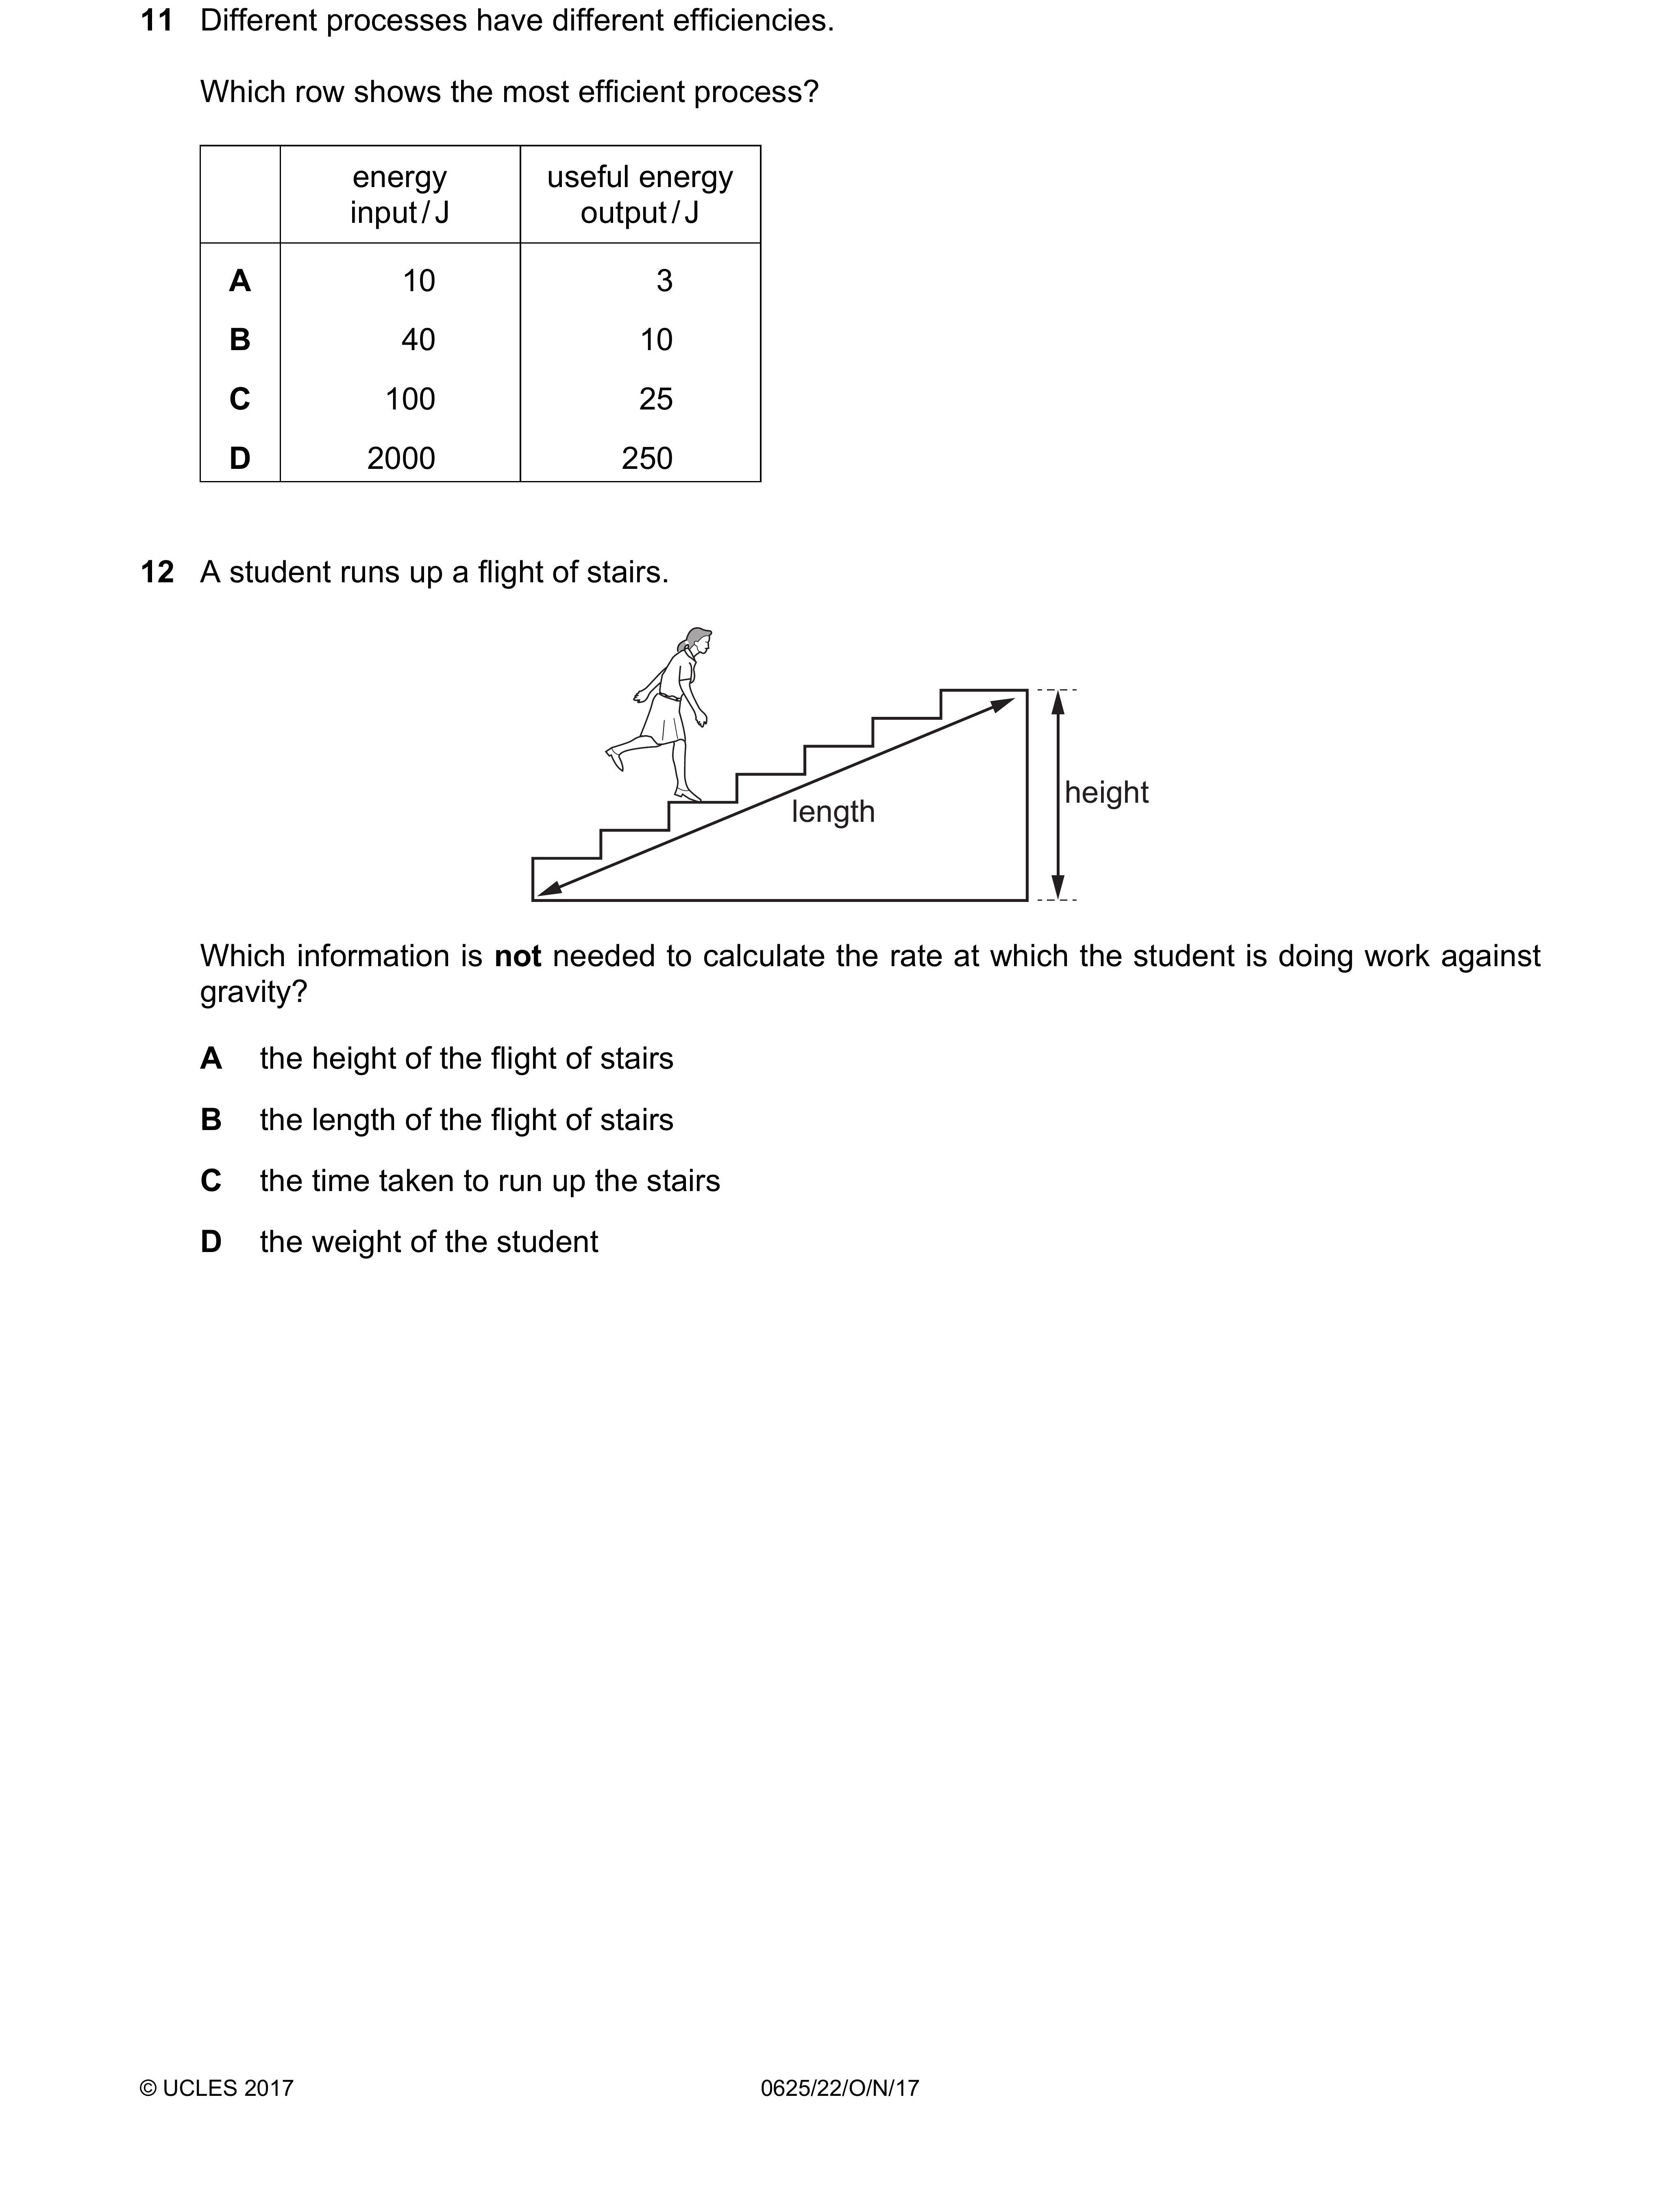 11 Different processes have different efficiencies.
Which row shows the most efficient process?
energy input / J useful energy output / J
A 10 3
B 40 10
C 100 25
D 2000 250
12 A student runs up a flight of stairs.
length
height
Which information is not needed to calculate the rate at which the student is doing work against
gravity?
A the height of the flight of stairs
B the length of the flight of stairs
C the time taken to run up the stairs
D the weight of the student
© UCLES 2017 0625/22/O/N/17